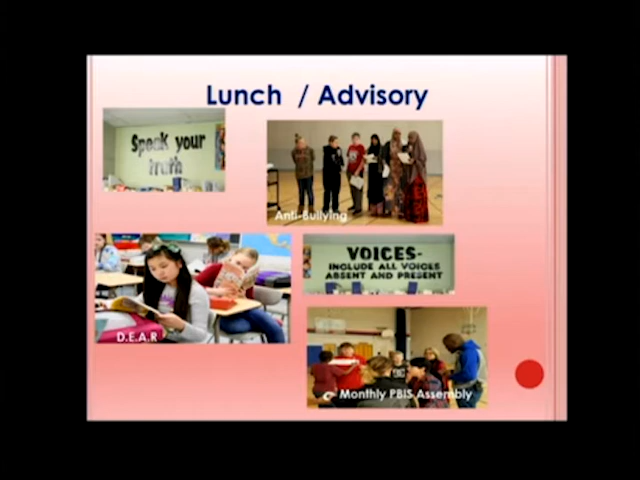 Lunch / Advisory
Speak your
truth
Anti-Bullying
VOICES-
INCLUDE ALL VOICES
ABSENT AND PRESENT
D.E.A.R
Monthly PBIS Assembly